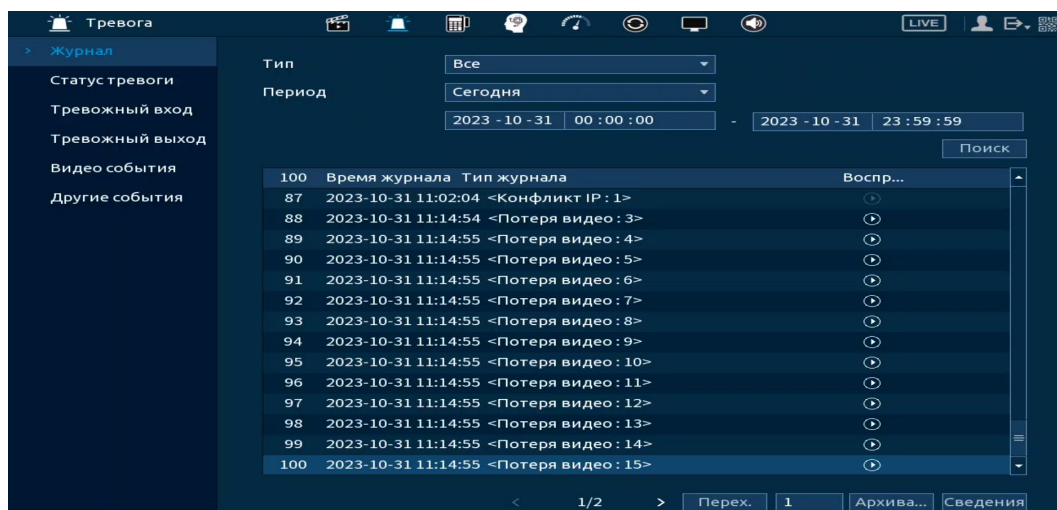 Тревога LIVE
> Журнал
Статус тревоги
Тревожный вход
Тревожный выход
Видео события
Другие события
Тип Все
Период Сегодня
2023 - 10 - 31 00 : 00 : 00 - 2023 - 10 - 31 23 : 59 : 59
Поиск
100 Время журнала Тип журнала Воспр...
87 2023-10-31 11:02:04 <Конфликт IP : 1>
88 2023-10-31 11:14:54 <Потеря видео : 3>
89 2023-10-31 11:14:55 <Потеря видео : 4>
90 2023-10-31 11:14:55 <Потеря видео : 5>
91 2023-10-31 11:14:55 <Потеря видео : 6>
92 2023-10-31 11:14:55 <Потеря видео : 7>
93 2023-10-31 11:14:55 <Потеря видео : 8>
94 2023-10-31 11:14:55 <Потеря видео : 9>
95 2023-10-31 11:14:55 <Потеря видео : 10>
96 2023-10-31 11:14:55 <Потеря видео : 11>
97 2023-10-31 11:14:55 <Потеря видео : 12>
98 2023-10-31 11:14:55 <Потеря видео : 13>
99 2023-10-31 11:14:55 <Потеря видео : 14>
100 2023-10-31 11:14:55 <Потеря видео : 15>
< 1/2 > Перех. 1 Архива... Сведения